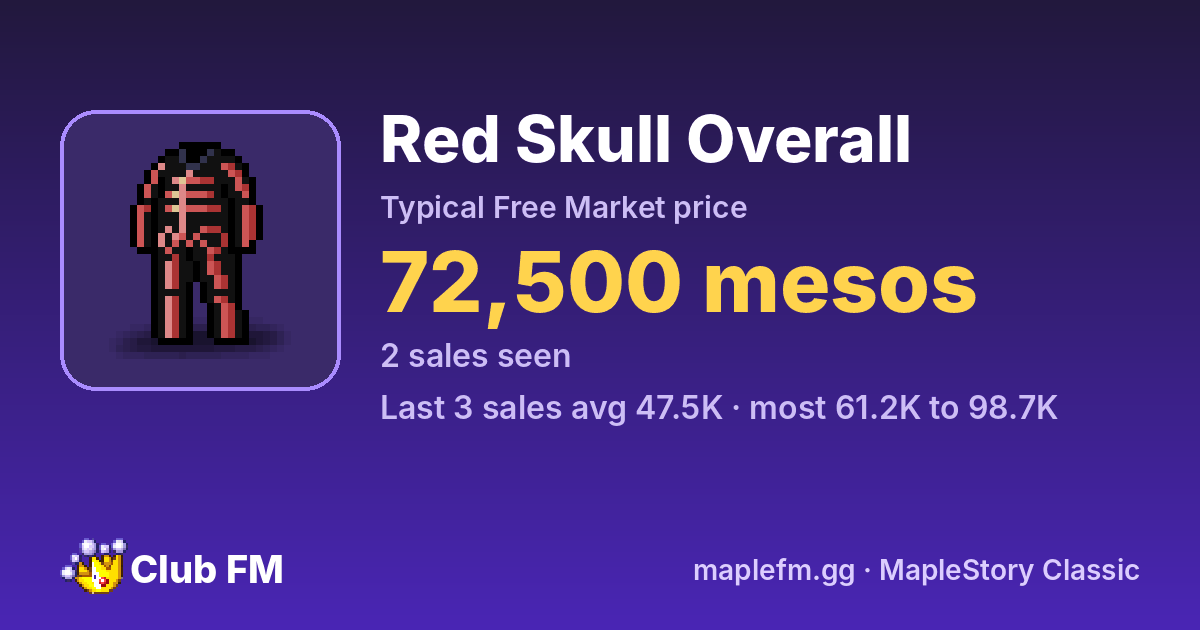 Red Skull Overall
Typical Free Market price
72,500 mesos
2 sales seen
Last 3 sales avg 47.5K · most 61.2K to 98.7K
Club FM
maplefm.gg · MapleStory Classic